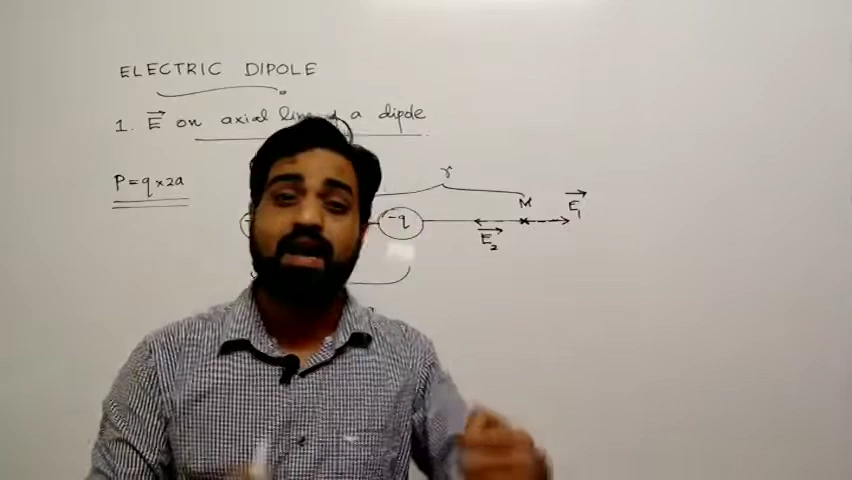 ELECTRIC DIPOLE
1. E on axial line of a dipole
P = q × 2a
r
M
E₁
-q
E₂